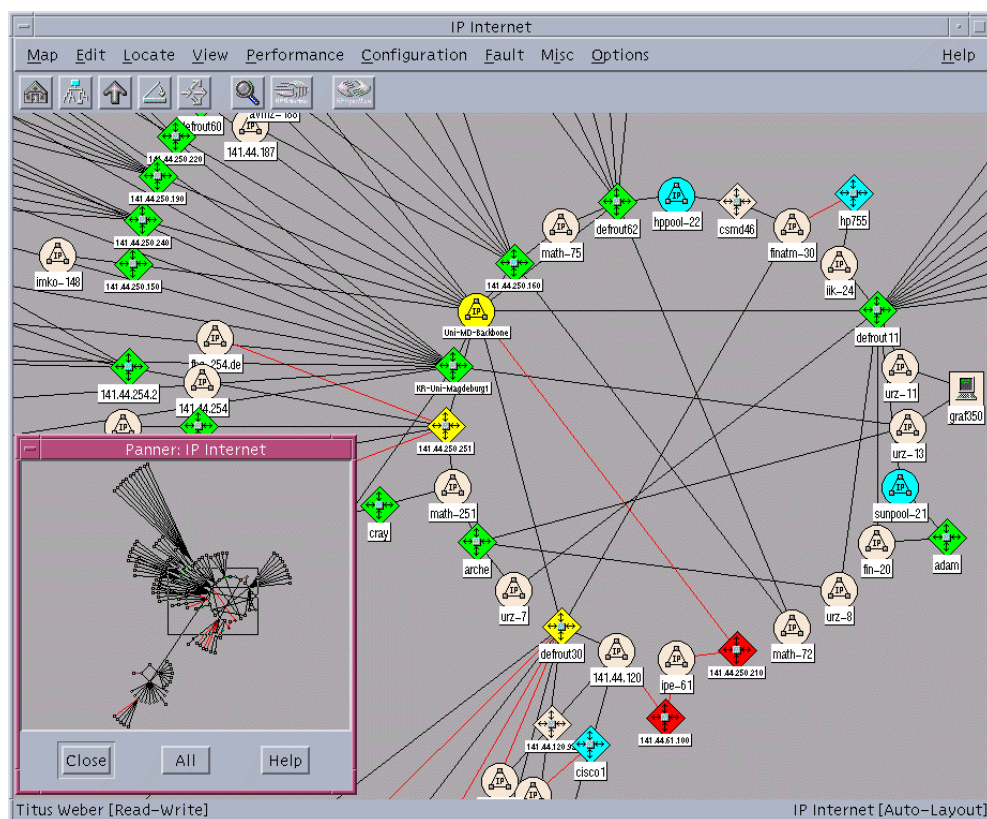 IP Internet
Map Edit Locate View Performance Configuration Fault Misc Options Help
defrout60
141.44.187
141.44.250.220
141.44.250.190
141.44.250.240
141.44.250.150
imko-148
math-75
defrout62
hppool-22
csmd46
finatm-30
hp755
iik-24
141.44.250.160
Uni-MD-Backbone
defrout11
141.44.254.2
141.44.254
KR-Uni-Magdeburg1
urz-11
graf350
urz-13
141.44.250.251
sunpool-21
math-251
cray
arche
fin-20
adam
urz-7
urz-8
defrout30
141.44.120
ipe-61
141.44.250.210
math-72
141.44.61.100
cisco1
Panner: IP Internet
Close All Help
Titus Weber [Read-Write] IP Internet [Auto-Layout]